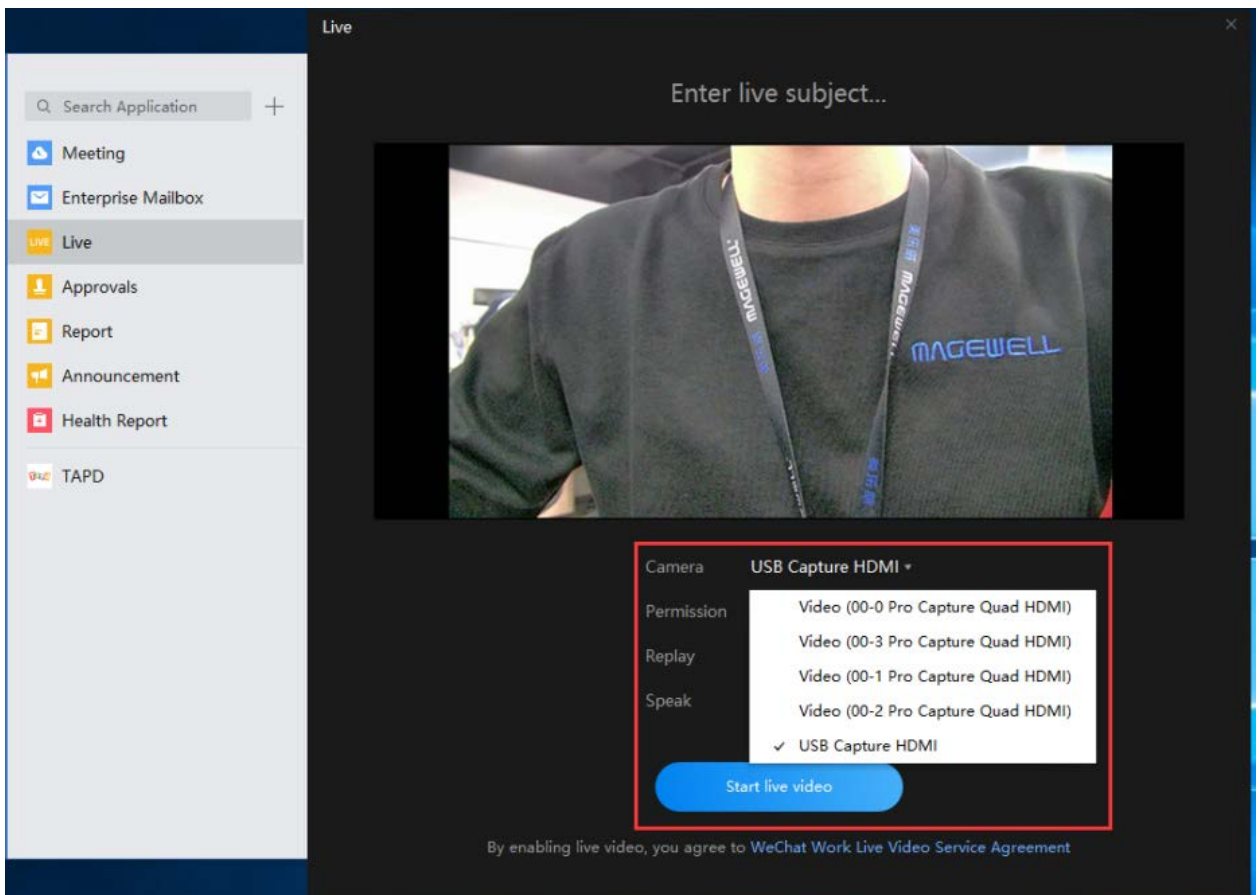 Live
Search Application
Meeting
Enterprise Mailbox
LIVE Live
Approvals
Report
Announcement
Health Report
TAPD
Enter live subject...
MAGEWELL
MAGEWELL
MAGEWELL
Camera USB Capture HDMI
Permission
Replay
Speak
Video (00-0 Pro Capture Quad HDMI)
Video (00-3 Pro Capture Quad HDMI)
Video (00-1 Pro Capture Quad HDMI)
Video (00-2 Pro Capture Quad HDMI)
✓ USB Capture HDMI
Start live video
By enabling live video, you agree to WeChat Work Live Video Service Agreement